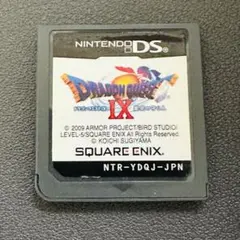 NINTENDO DS
DRAGON QUEST
IX
© 2009 ARMOR PROJECT/BIRD STUDIO/
LEVEL-5/SQUARE ENIX All Rights Reserved.
© KOICHI SUGIYAMA
SQUARE ENIX
NTR-YDQJ-JPN